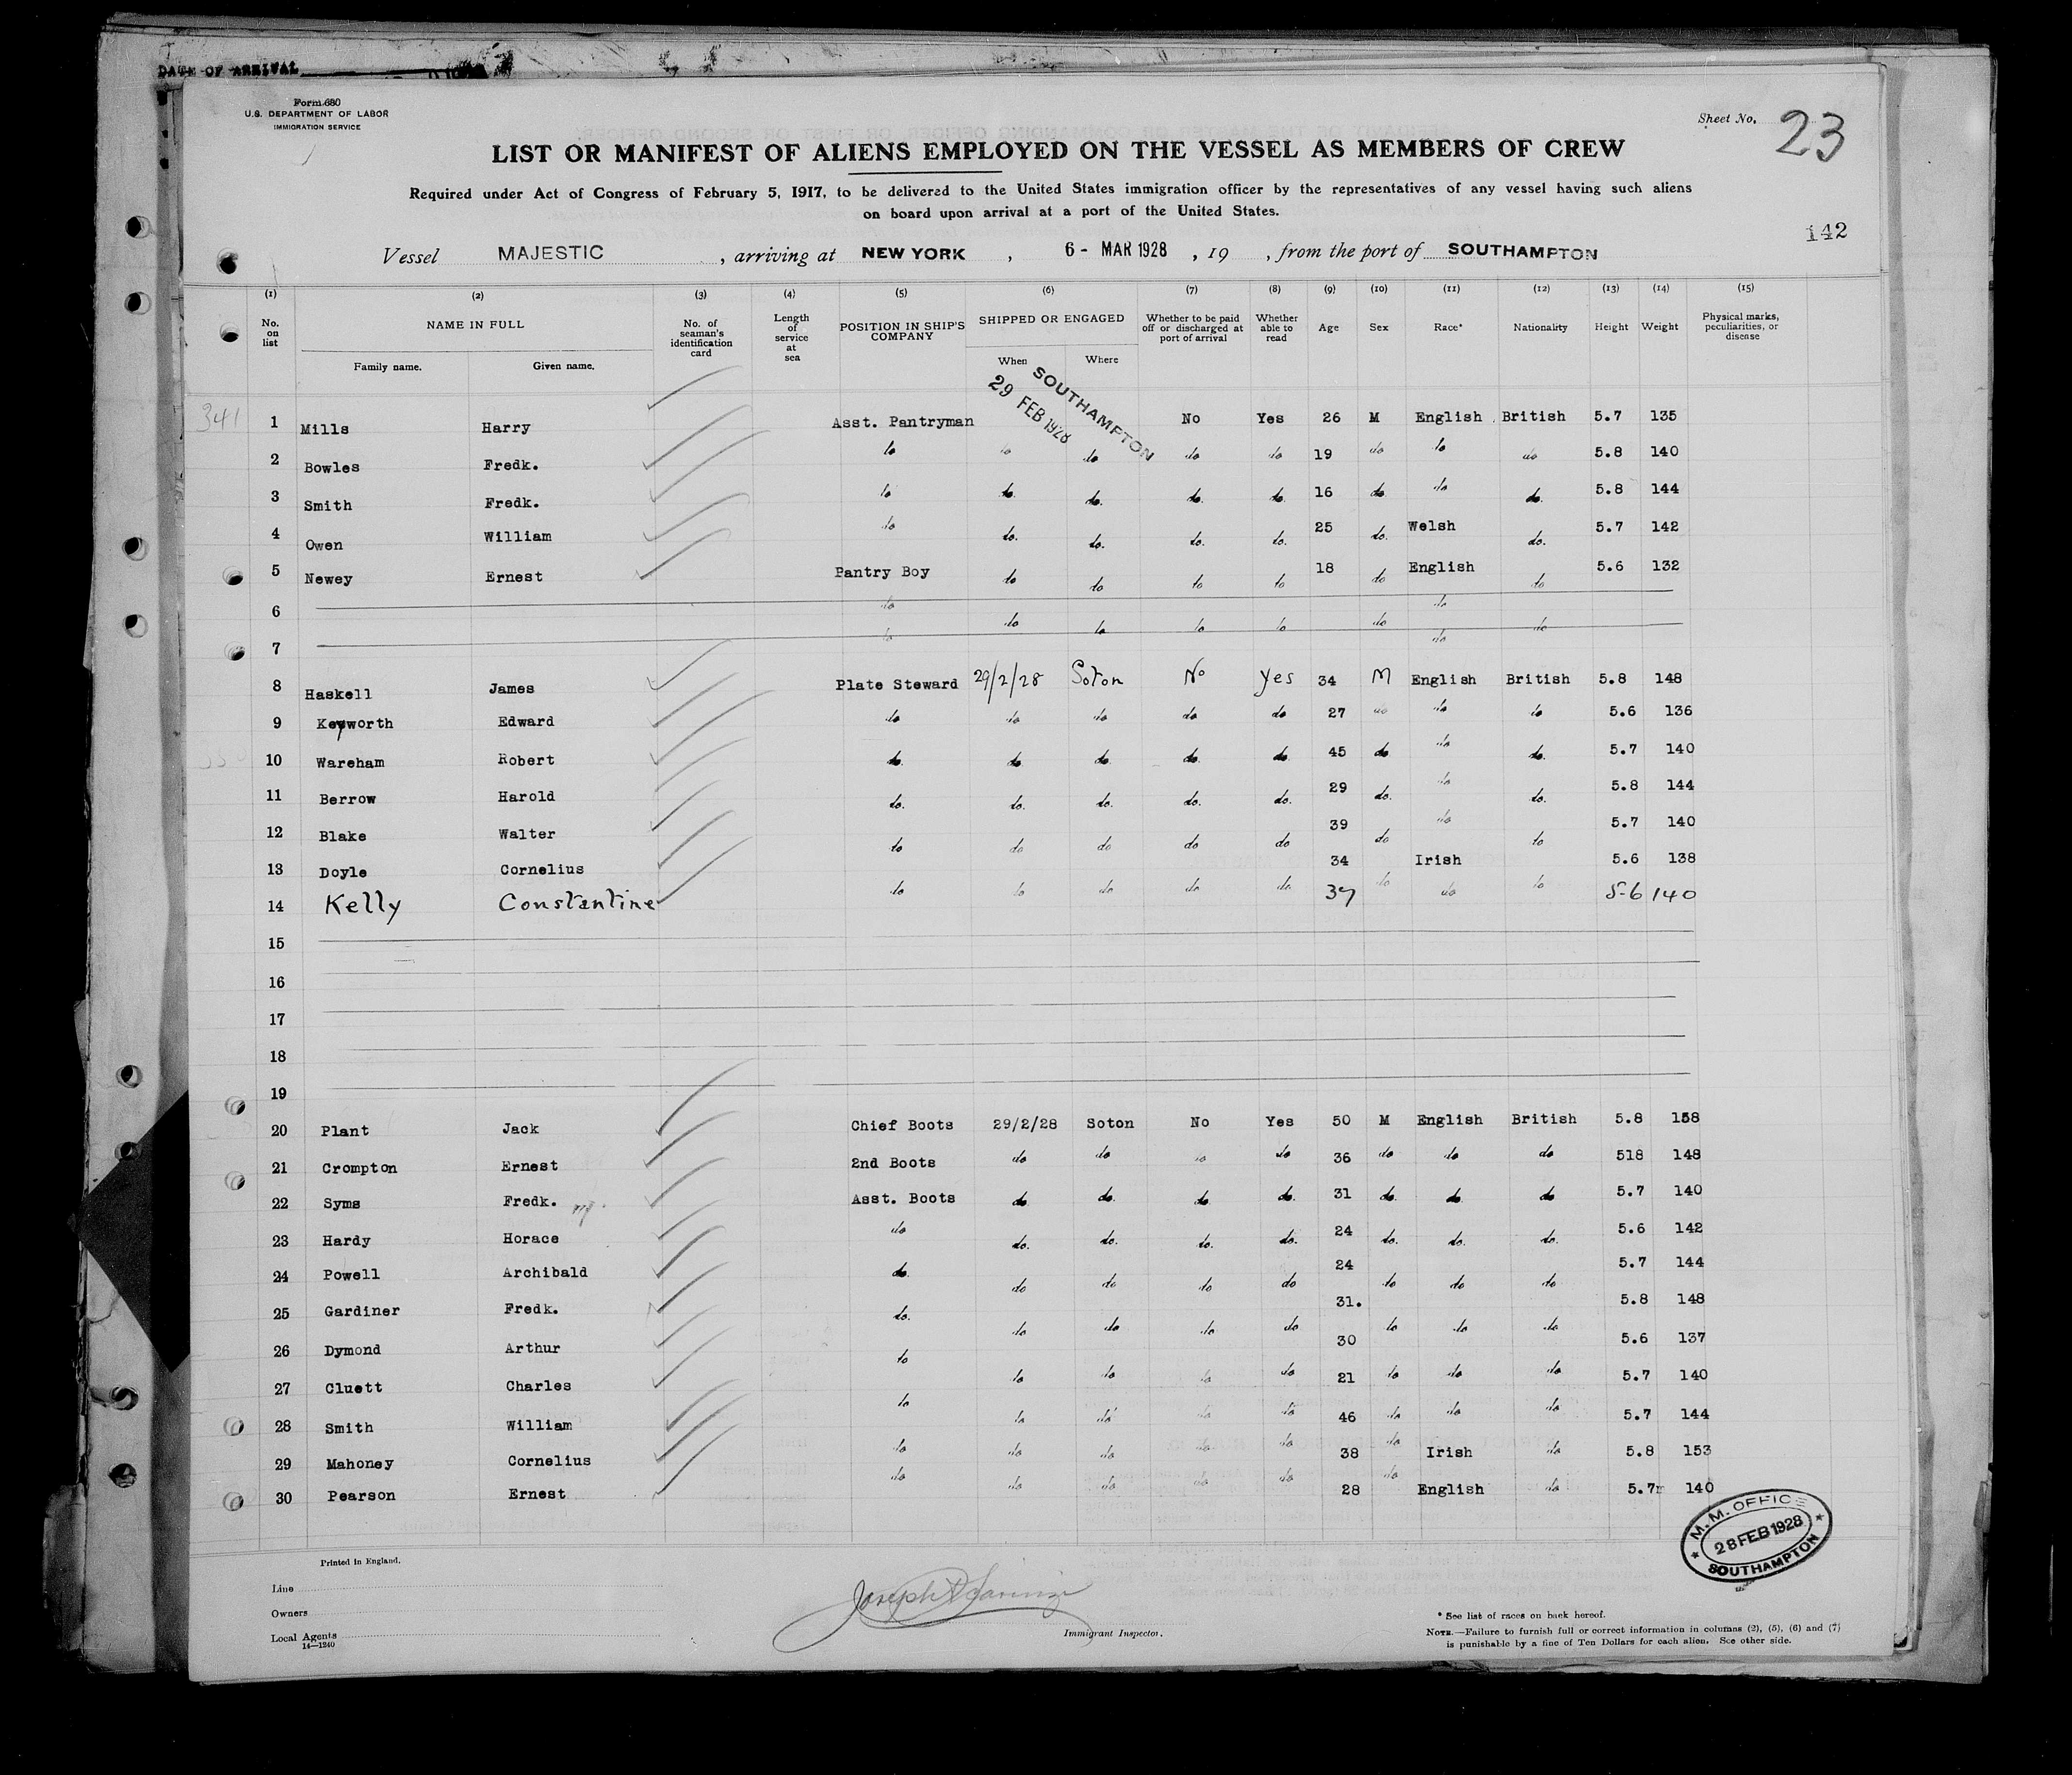 DATE OF ARRIVAL
Form 680
U.S. DEPARTMENT OF LABOR
IMMIGRATION SERVICE
Sheet No. 23
LIST OR MANIFEST OF ALIENS EMPLOYED ON THE VESSEL AS MEMBERS OF CREW
Required under Act of Congress of February 5, 1917, to be delivered to the United States immigration officer by the representatives of any vessel having such aliens
on board upon arrival at a port of the United States.
142
Vessel MAJESTIC , arriving at NEW YORK , 6 - MAR 1928 , 19 , from the port of SOUTHAMPTON
(1) (2) (3) (4) (5) (6) (7) (8) (9) (10) (11) (12) (13) (14) (15)
No. on list NAME IN FULL No. of seaman's identification card Length of service at sea POSITION IN SHIP'S COMPANY SHIPPED OR ENGAGED Whether to be paid off or discharged at port of arrival Whether able to read Age Sex Race* Nationality Height Weight Physical marks, peculiarities, or disease
Family name. Given name. When Where
29 FEB 1928 SOUTHAMPTON
341 1 Mills Harry Asst. Pantryman No Yes 26 M English British 5.7 135
2 Bowles Fredk. do do do do do 19 do do do 5.8 140
3 Smith Fredk. do do. do. do. do. 16 do. do do. 5.8 144
4 Owen William do do. do. do. do. 25 do. Welsh do. 5.7 142
5 Newey Ernest Pantry Boy do do do do 18 do English do 5.6 132
6 do do do do do do do do
7 do do
8 Haskell James Plate Steward 29/2/28 Soton No Yes 34 M English British 5.8 148
9 Keyworth Edward do do do do do 27 do do do 5.6 136
10 Wareham Robert do. do. do. do. do. 45 do. do do. 5.7 140
11 Berrow Harold do. do. do. do. do. 29 do. do do. 5.8 144
12 Blake Walter do do do do do 39 do do do 5.7 140
13 Doyle Cornelius 34 Irish 5.6 138
14 Kelly Constantine do do do do do 37 do do do 5-6 140
15
16
17
18
19
20 Plant Jack Chief Boots 29/2/28 Soton No Yes 50 M English British 5.8 158
21 Crompton Ernest 2nd Boots do do do do 36 do do do 518 148
22 Syms Fredk. Asst. Boots do. do. do. do. 31 do. do. do 5.7 140
23 Hardy Horace do do. do. do. do. 24 do. do. do. 5.6 142
24 Powell Archibald do. do do do do 24 do do do 5.7 144
25 Gardiner Fredk. do. do do do do 31. do do do 5.8 148
26 Dymond Arthur do 30 5.6 137
27 Cluett Charles do do do do do 21 do do do 5.7 140
28 Smith William do do do do 46 do do do 5.7 144
29 Mahoney Cornelius do do do do do 38 do Irish do 5.8 153
30 Pearson Ernest do do do do do 28 do English do 5.7 140
M.M. OFFICE
28 FEB 1928
SOUTHAMPTON
Printed in England.
Line
Owners
Local Agents
14—1240
Immigrant Inspector.
* See list of races on back hereof.
NOTE.—Failure to furnish full or correct information in columns (2), (5), (6) and (7)
is punishable by a fine of Ten Dollars for each alien. See other side.